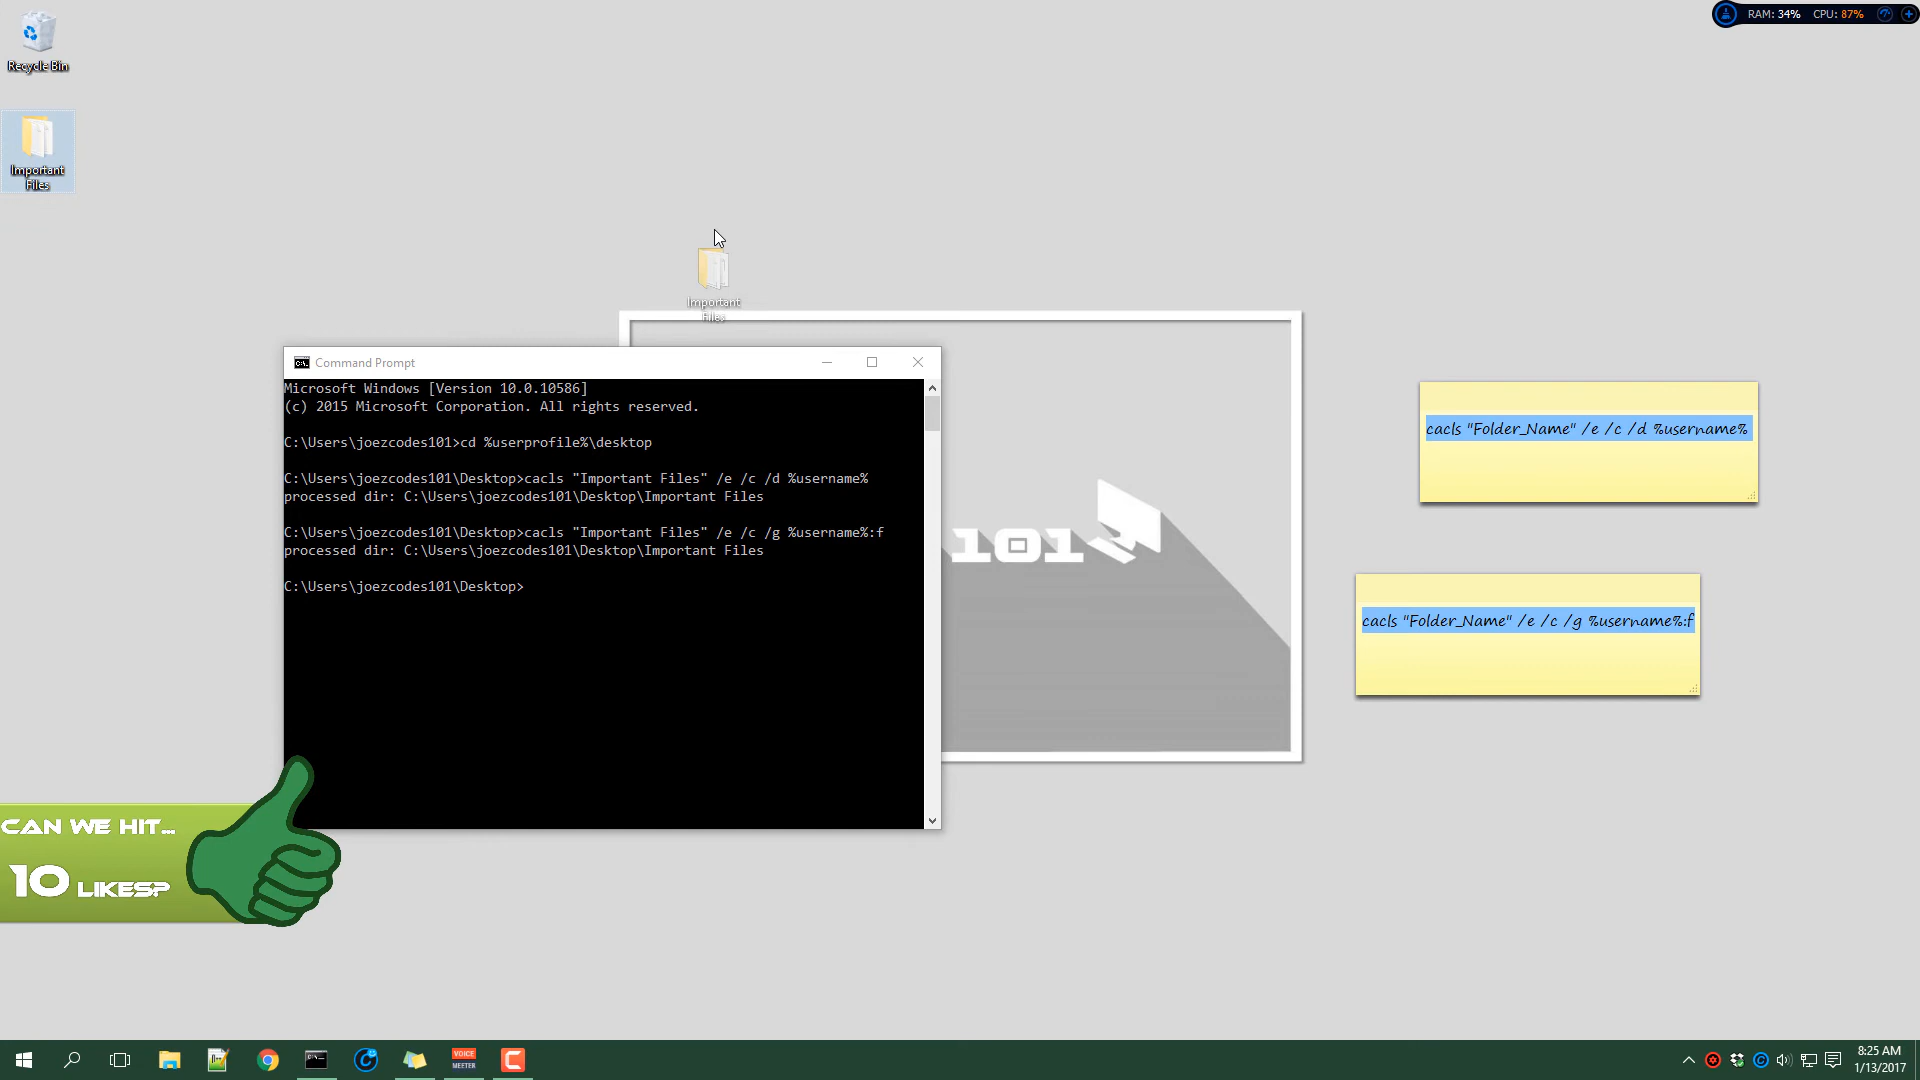 RAM: 34% CPU: 87%
Recycle Bin
Important
Files
Important
Files
Command Prompt
Microsoft Windows [Version 10.0.10586]
(c) 2015 Microsoft Corporation. All rights reserved.
C:\Users\joezcodes101>cd %userprofile%\desktop
C:\Users\joezcodes101\Desktop>cacls "Important Files" /e /c /d %username%
processed dir: C:\Users\joezcodes101\Desktop\Important Files
C:\Users\joezcodes101\Desktop>cacls "Important Files" /e /c /g %username%:f
processed dir: C:\Users\joezcodes101\Desktop\Important Files
C:\Users\joezcodes101\Desktop>
101
cacls "Folder_Name" /e /c /d %username%
cacls "Folder_Name" /e /c /g %username%:f
CAN WE HIT...
10 LIKES?
VOICE
MEETER
8:25 AM
1/13/2017